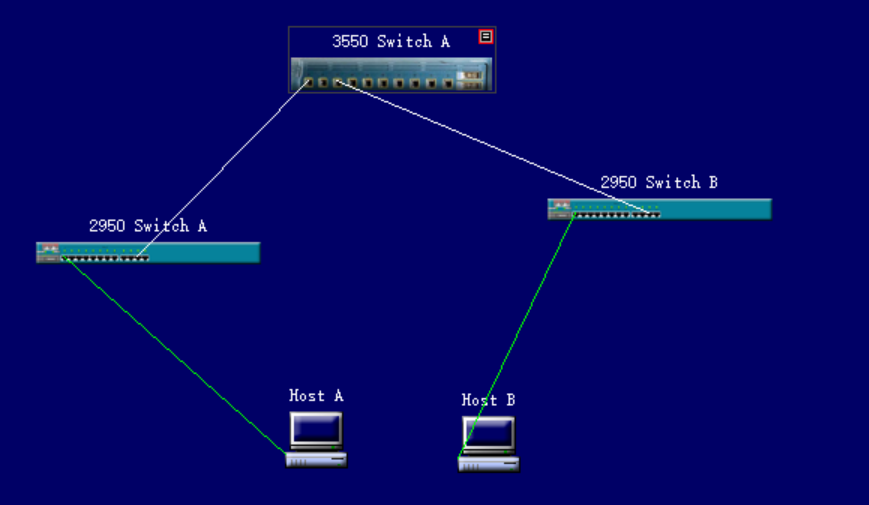 3550 Switch A
2950 Switch B
2950 Switch A
Host A
Host B